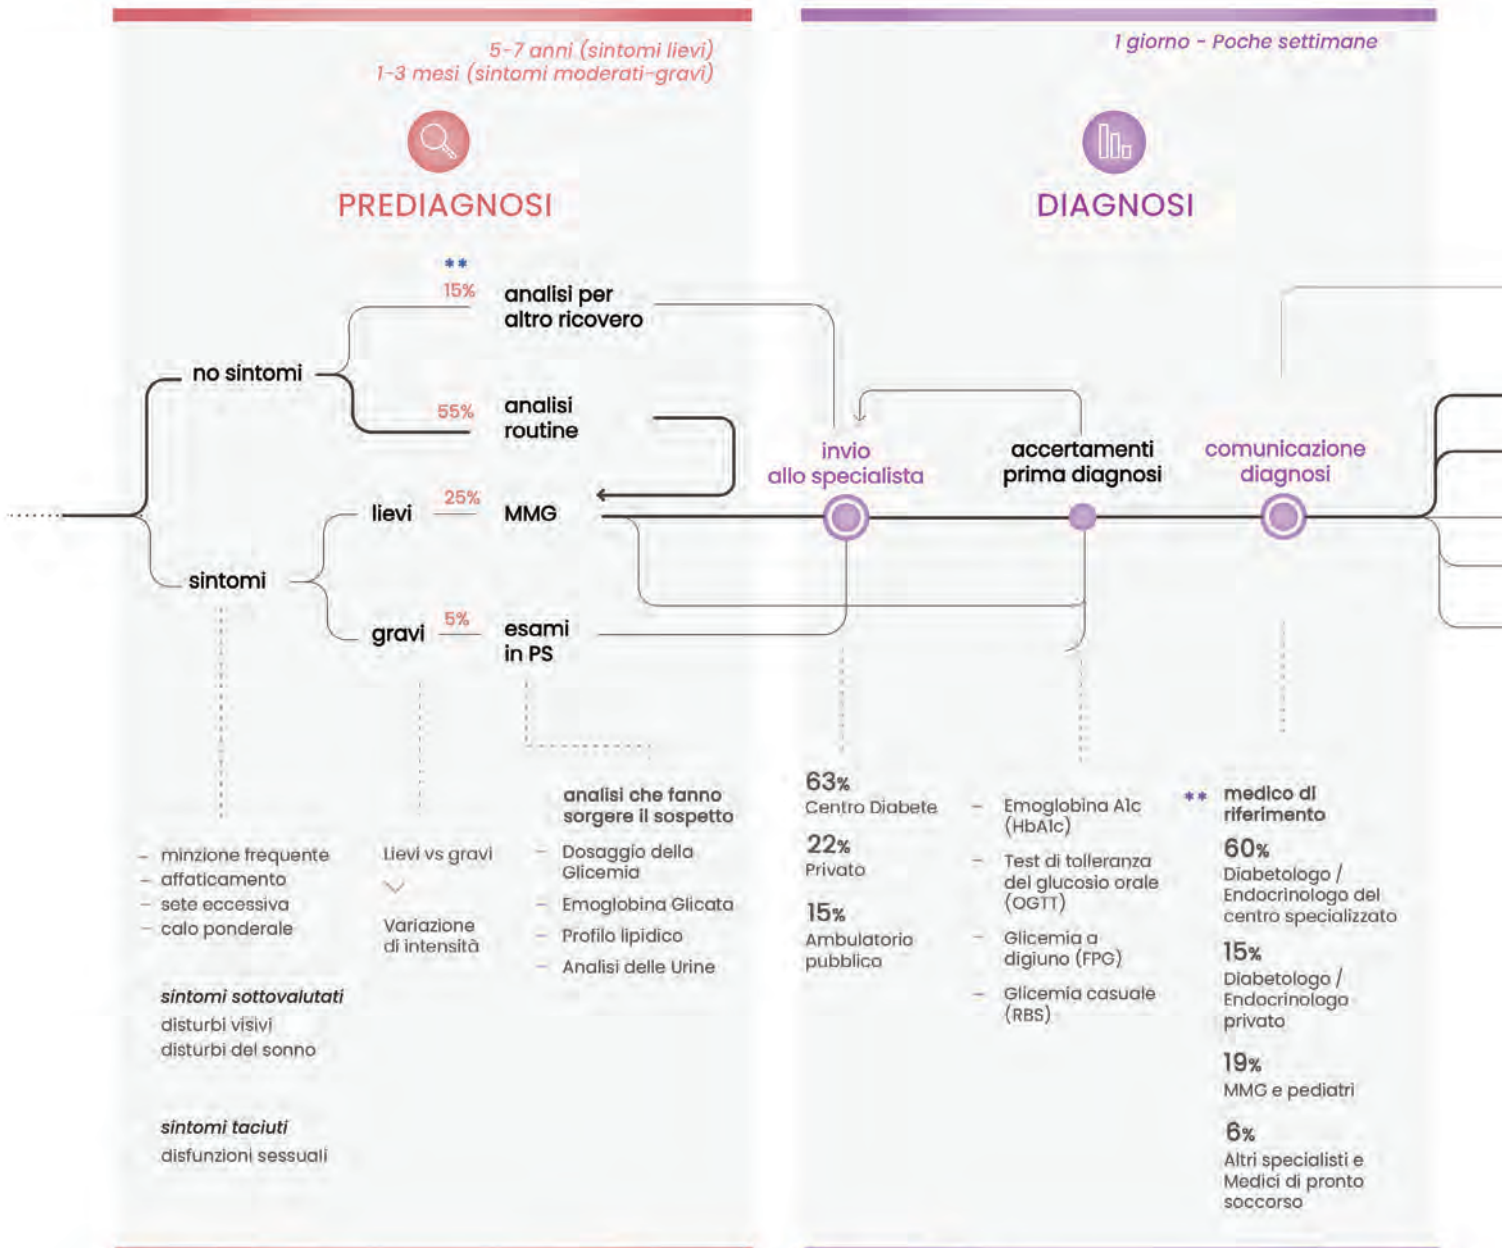 5-7 anni (sintomi lievi)
1-3 mesi (sintomi moderati-gravi)
PREDIAGNOSI
**
15%
analisi per
altro ricovero
no sintomi
55%
analisi
routine
lievi
25%
MMG
sintomi
gravi
5%
esami
in PS
analisi che fanno
sorgere il sospetto
- Dosaggio della
Glicemia
- Emoglobina Glicata
- Profilo lipidico
- Analisi delle Urine
- minzione frequente
- affaticamento
- sete eccessiva
- calo ponderale
Lievi vs gravi
Variazione
di intensità
sintomi sottovalutati
disturbi visivi
disturbi del sonno
sintomi taciuti
disfunzioni sessuali
1 giorno - Poche settimane
DIAGNOSI
invio
allo specialista
accertamenti
prima diagnosi
comunicazione
diagnosi
63%
Centro Diabete
22%
Privato
15%
Ambulatorio
pubblico
- Emoglobina A1c
(HbA1c)
- Test di tolleranza
del glucosio orale
(OGTT)
- Glicemia a
digiuno (FPG)
- Glicemia casuale
(RBS)
** medico di
riferimento
60%
Diabetologo /
Endocrinologo del
centro specializzato
15%
Diabetologo /
Endocrinologo
privato
19%
MMG e pediatri
6%
Altri specialisti e
Medici di pronto
soccorso